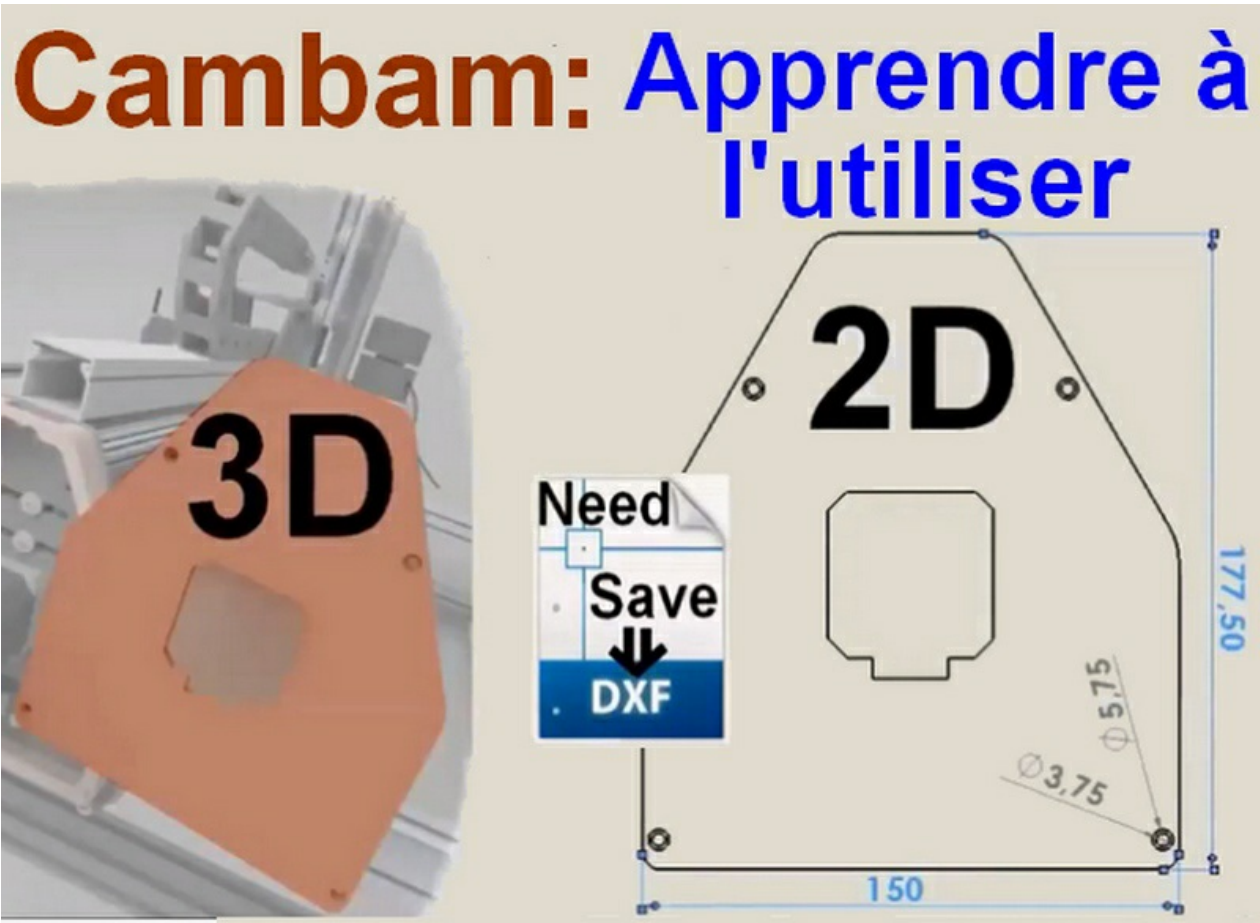 Cambam: Apprendre à
l'utiliser
3D
2D
Need
Save
DXF
177,50
∅5,75
∅3,75
150